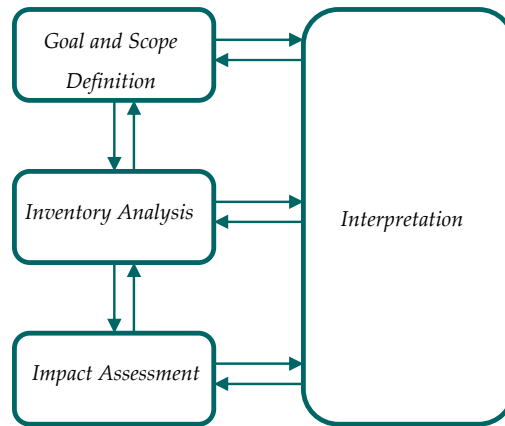 Goal and Scope
Definition
Inventory Analysis
Interpretation
Impact Assessment